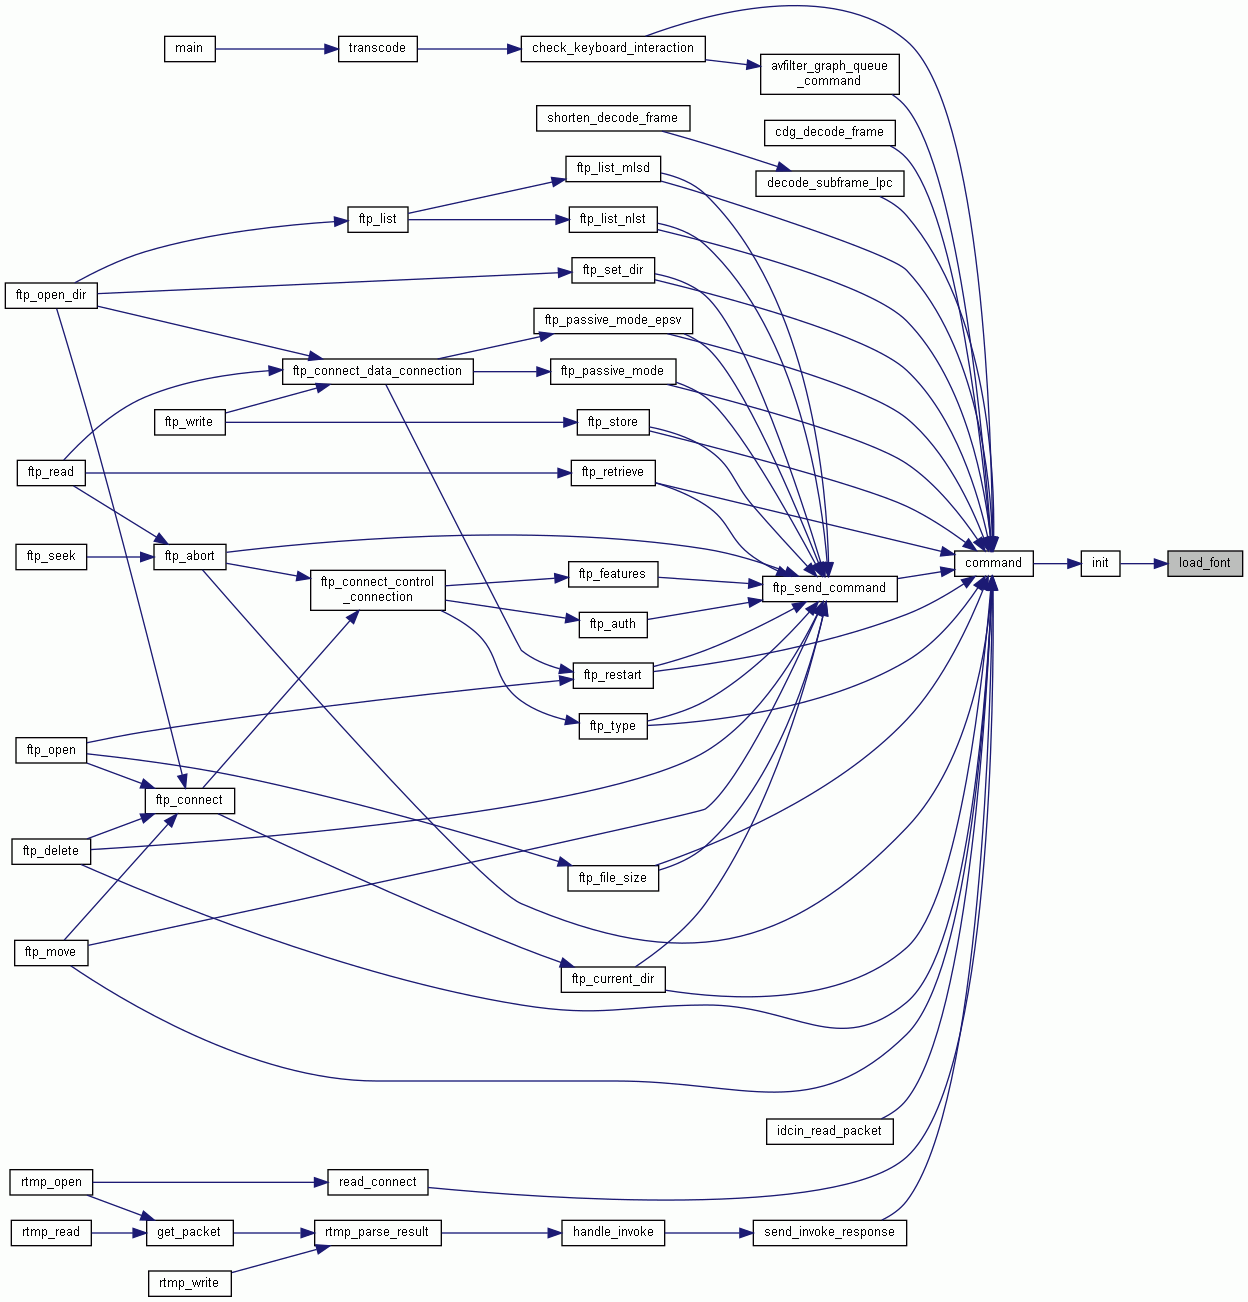 main
transcode
check_keyboard_interaction
avfilter_graph_queue
_command
shorten_decode_frame
cdg_decode_frame
ftp_list_mlsd
decode_subframe_lpc
ftp_list
ftp_list_nlst
ftp_set_dir
ftp_open_dir
ftp_passive_mode_epsv
ftp_connect_data_connection
ftp_passive_mode
ftp_write
ftp_store
ftp_read
ftp_retrieve
ftp_seek
ftp_abort
command
init
load_font
ftp_connect_control
_connection
ftp_features
ftp_send_command
ftp_auth
ftp_restart
ftp_type
ftp_open
ftp_connect
ftp_delete
ftp_file_size
ftp_move
ftp_current_dir
idcin_read_packet
rtmp_open
read_connect
rtmp_read
get_packet
rtmp_parse_result
handle_invoke
send_invoke_response
rtmp_write